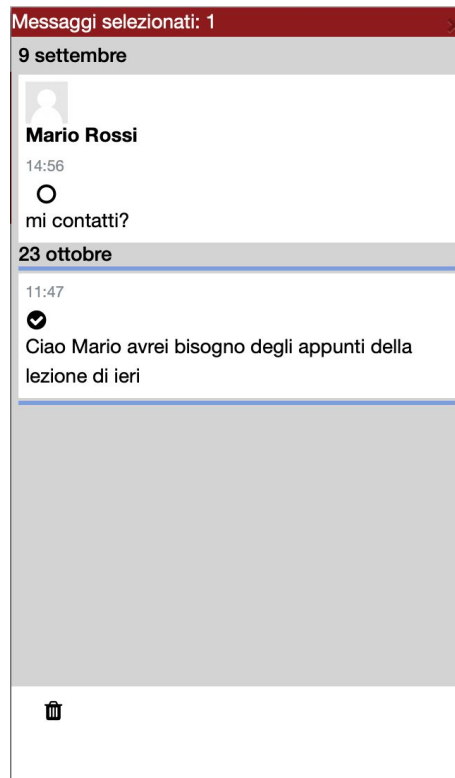 Messaggi selezionati: 1
9 settembre
Mario Rossi
14:56
mi contatti?
23 ottobre
11:47
Ciao Mario avrei bisogno degli appunti della
lezione di ieri